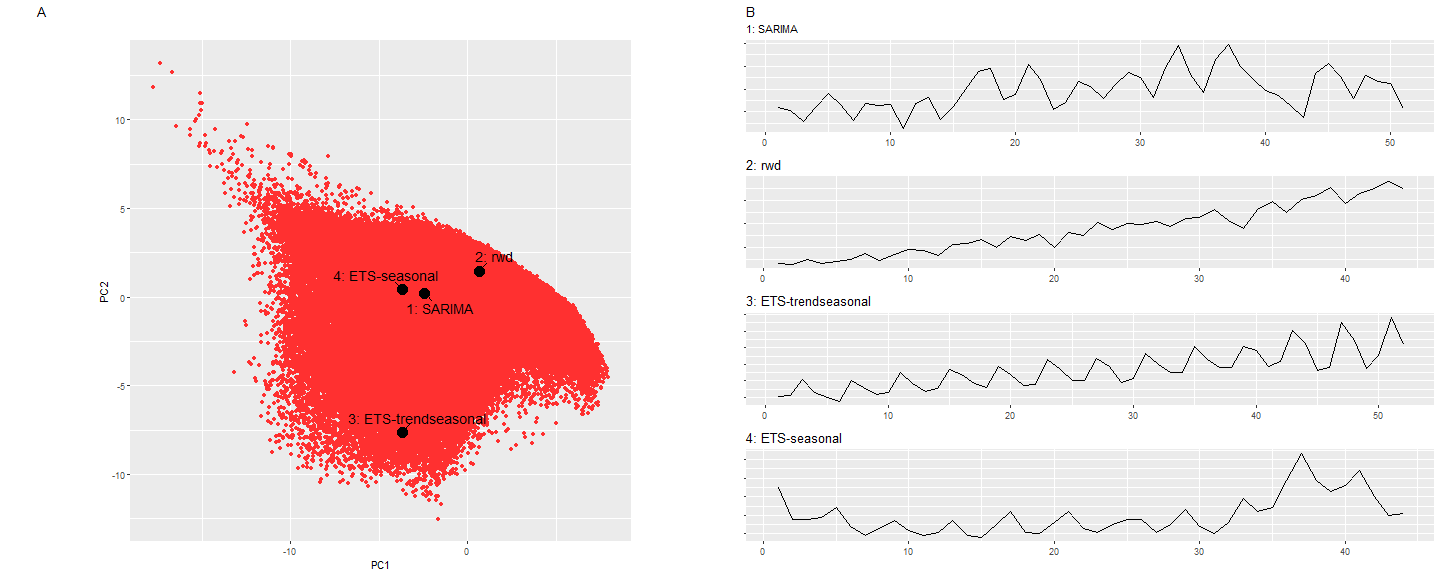 A
10
5
0
-5
-10
PC2
2: rwd
4: ETS-seasonal
1: SARIMA
3: ETS-trendseasonal
-10 0
PC1
B
1: SARIMA
0 10 20 30 40 50
2: rwd
0 10 20 30 40
3: ETS-trendseasonal
0 10 20 30 40 50
4: ETS-seasonal
0 10 20 30 40